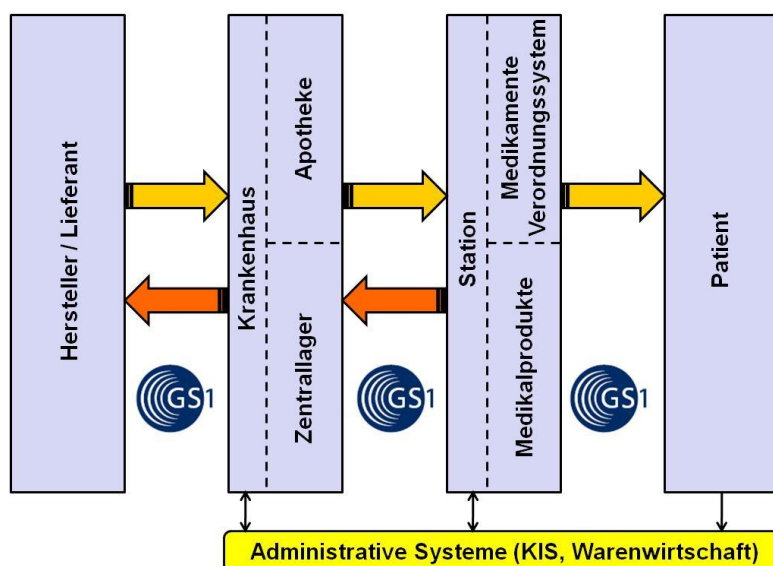 Hersteller / Lieferant
Krankenhaus
Apotheke
Zentrallager
Station
Medikamente
Verordnungssystem
Medikalprodukte
Patient
GS1
GS1
GS1
Administrative Systeme (KIS, Warenwirtschaft)